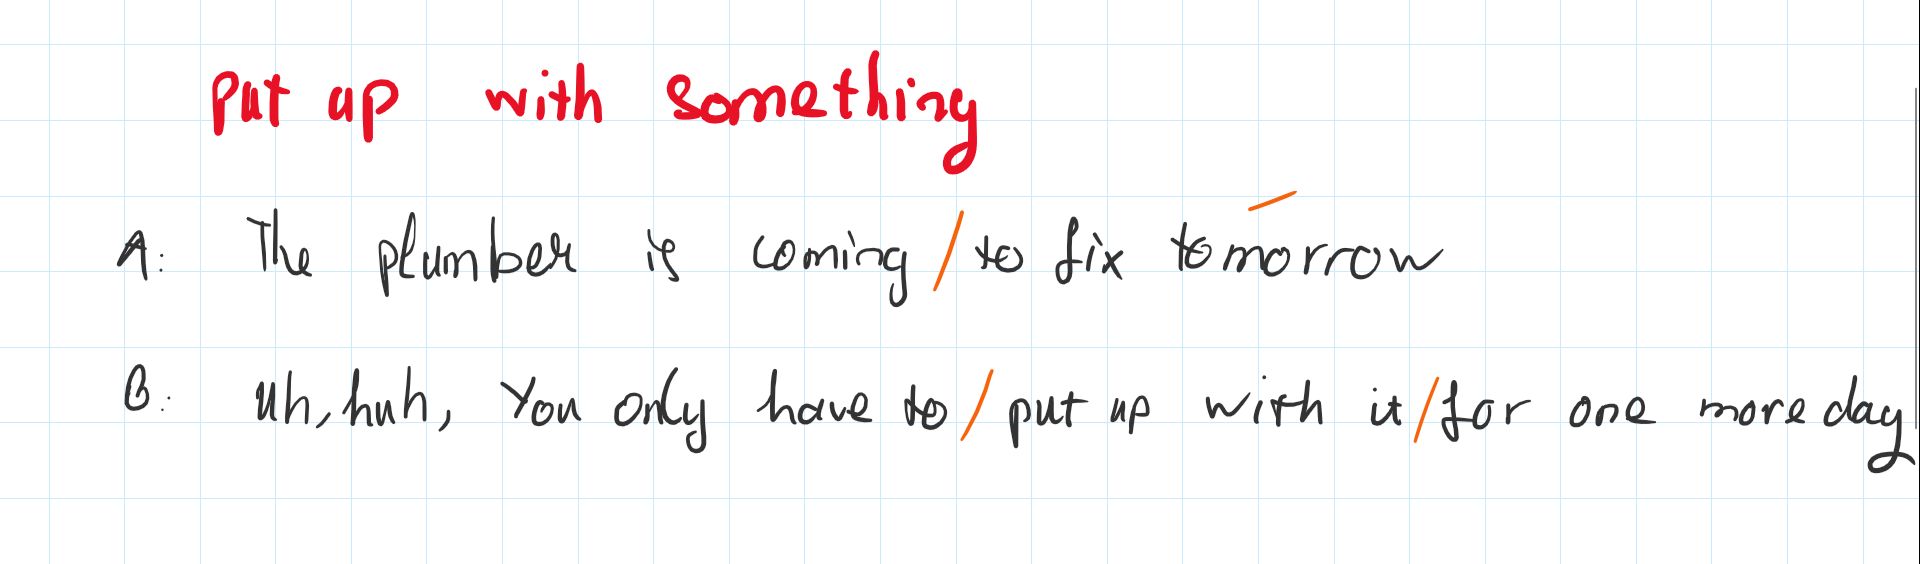 put up with something
A: The plumber is coming / to fix tomorrow
B: Uh, huh, You only have to / put up with it / for one more day